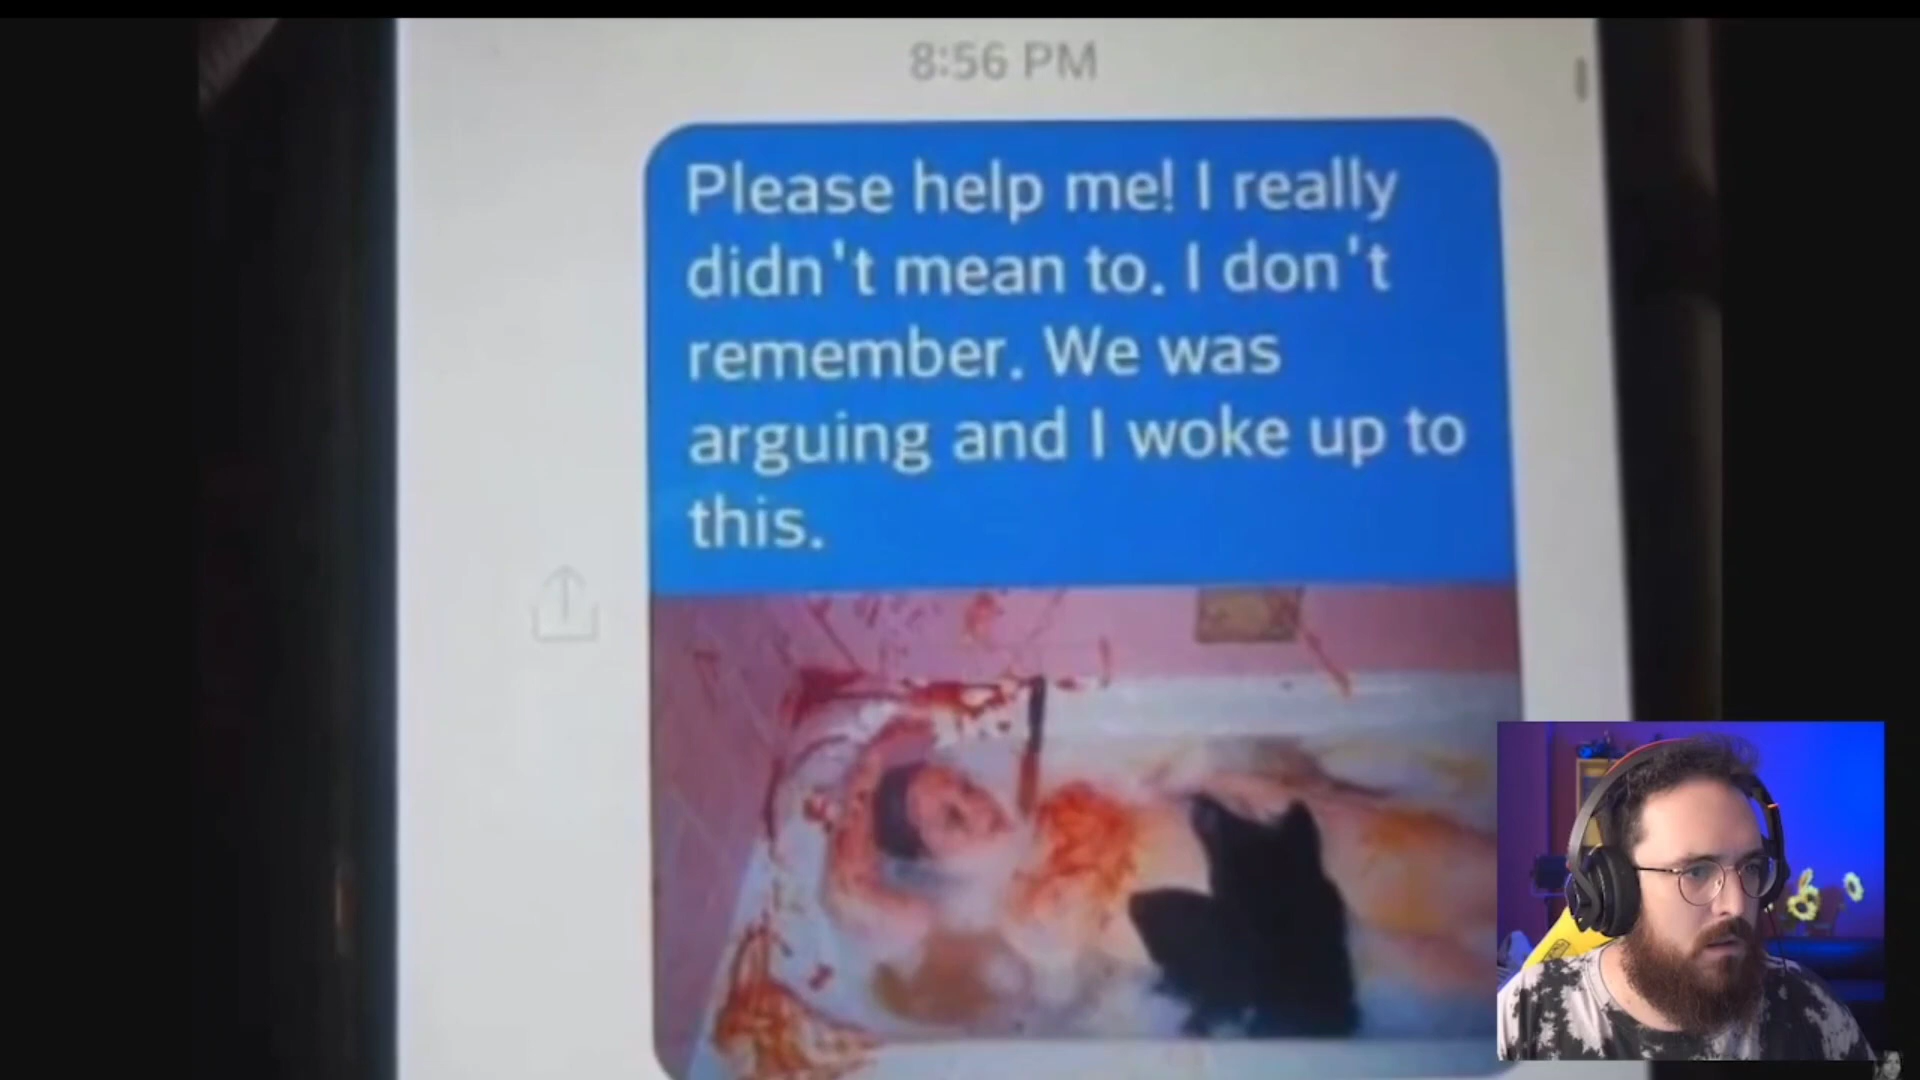 8:56 PM
Please help me! I really
didn't mean to. I don't
remember. We was
arguing and I woke up to
this.